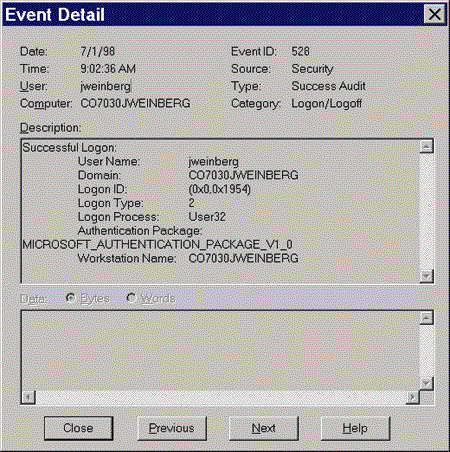 Event Detail
Date: 7/1/98 Event ID: 528
Time: 9:02:36 AM Source: Security
User: jweinberg Type: Success Audit
Computer: CO7030JWEINBERG Category: Logon/Logoff
Description:
Successful Logon:
User Name: jweinberg
Domain: CO7030JWEINBERG
Logon ID: (0x0,0x1954)
Logon Type: 2
Logon Process: User32
Authentication Package:
MICROSOFT_AUTHENTICATION_PACKAGE_V1_0
Workstation Name: CO7030JWEINBERG
Data: Bytes Words
Close Previous Next Help